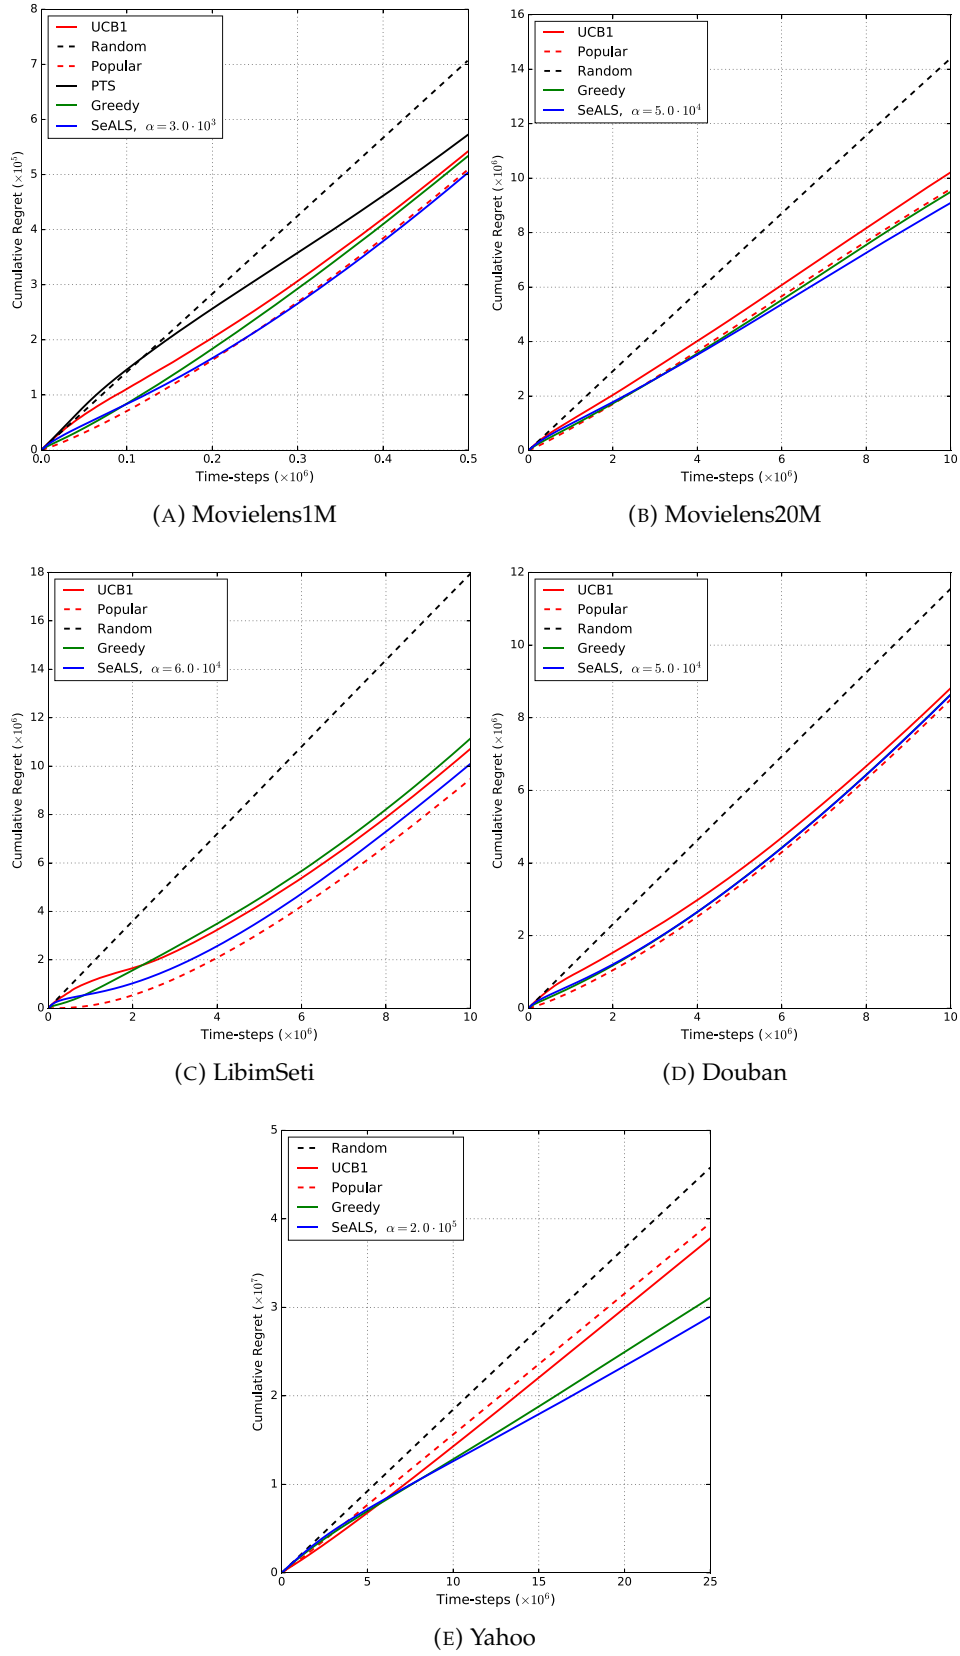 UCB1
Random
Popular
PTS
Greedy
SeALS, α = 3.0 · 10³
Cumulative Regret (×10⁵)
8
7
6
5
4
3
2
1
0
0.0 0.1 0.2 0.3 0.4 0.5
Time-steps (×10⁶)
(A) Movielens1M
UCB1
Popular
Random
Greedy
SeALS, α = 5.0 · 10⁴
Cumulative Regret (×10⁶)
16
14
12
10
8
6
4
2
0
0 2 4 6 8 10
Time-steps (×10⁶)
(B) Movielens20M
UCB1
Popular
Random
Greedy
SeALS, α = 6.0 · 10⁴
Cumulative Regret (×10⁶)
18
16
14
12
10
8
6
4
2
0
0 2 4 6 8 10
Time-steps (×10⁶)
(C) LibimSeti
UCB1
Popular
Random
Greedy
SeALS, α = 5.0 · 10⁴
Cumulative Regret (×10⁶)
12
10
8
6
4
2
0
0 2 4 6 8 10
Time-steps (×10⁶)
(D) Douban
Random
UCB1
Popular
Greedy
SeALS, α = 2.0 · 10⁵
Cumulative Regret (×10⁷)
5
4
3
2
1
0
0 5 10 15 20 25
Time-steps (×10⁶)
(E) Yahoo